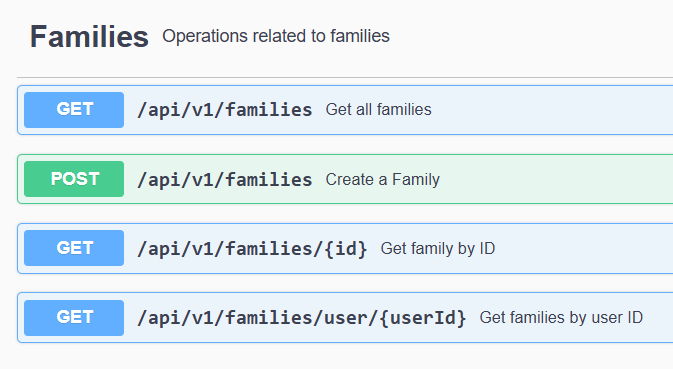 Families Operations related to families
GET /api/v1/families Get all families
POST /api/v1/families Create a Family
GET /api/v1/families/{id} Get family by ID
GET /api/v1/families/user/{userId} Get families by user ID